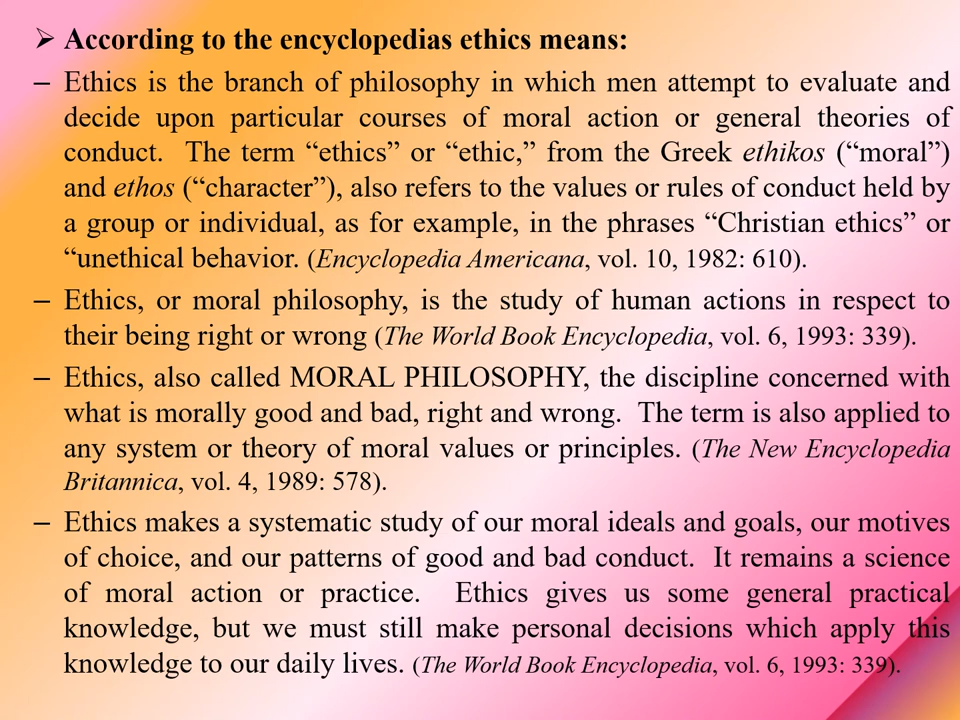 ➢ According to the encyclopedias ethics means:
– Ethics is the branch of philosophy in which men attempt to evaluate and
decide upon particular courses of moral action or general theories of
conduct.  The term “ethics” or “ethic,” from the Greek ethikos (“moral”)
and ethos (“character”), also refers to the values or rules of conduct held by
a group or individual, as for example, in the phrases “Christian ethics” or
“unethical behavior. (Encyclopedia Americana, vol. 10, 1982: 610).
– Ethics, or moral philosophy, is the study of human actions in respect to
their being right or wrong (The World Book Encyclopedia, vol. 6, 1993: 339).
– Ethics, also called MORAL PHILOSOPHY, the discipline concerned with
what is morally good and bad, right and wrong.  The term is also applied to
any system or theory of moral values or principles. (The New Encyclopedia
Britannica, vol. 4, 1989: 578).
– Ethics makes a systematic study of our moral ideals and goals, our motives
of choice, and our patterns of good and bad conduct.  It remains a science
of moral action or practice.  Ethics gives us some general practical
knowledge, but we must still make personal decisions which apply this
knowledge to our daily lives. (The World Book Encyclopedia, vol. 6, 1993: 339).